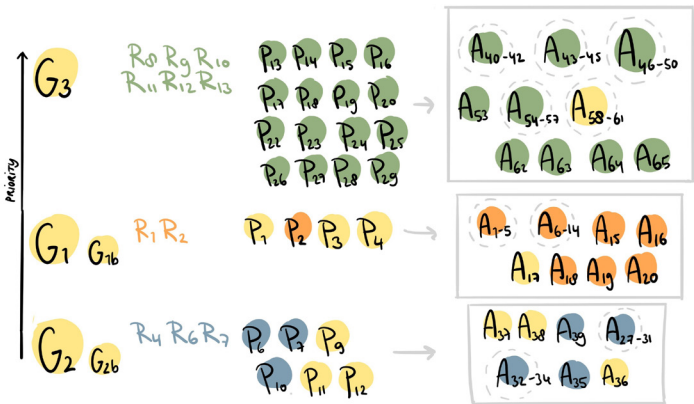 PRIORITY
G3
R8 R9 R10
R11 R12 R13
P13 P14 P15 P16
P17 P18 P19 P20
P22 P23 P24 P25
P26 P27 P28 P29
A40-42 A43-45 A46-50
A53 A54-57 A58-61
A62 A63 A64 A65
G1 G1b
R1 R2
P1 P2 P3 P4
A1-5 A6-14 A15 A16
A17 A18 A19 A20
G2 G2b
R4 R6 R7
P6 P7 P9
P10 P11 P12
A37 A38 A39 A27-31
A32-34 A35 A36